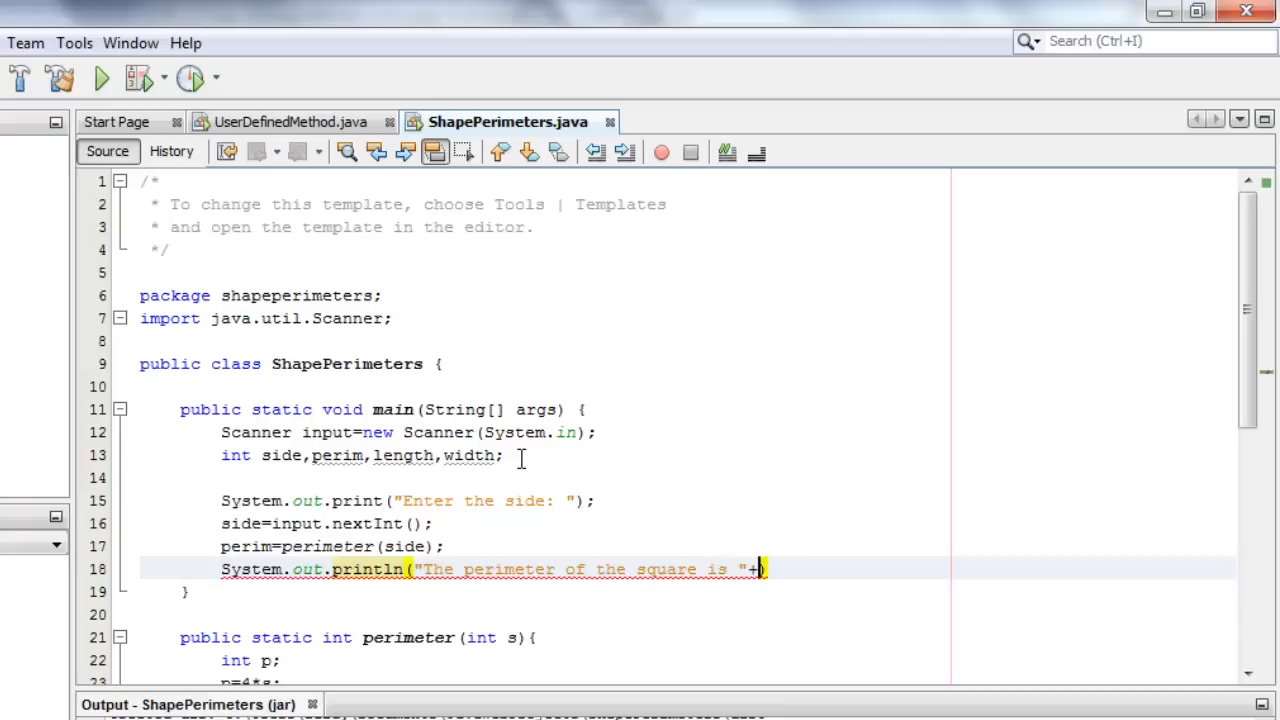 Team Tools Window Help
Search (Ctrl+I)
Start Page UserDefinedMethod.java ShapePerimeters.java
Source History
1 /*
2 * To change this template, choose Tools | Templates
3 * and open the template in the editor.
4 */
5
6 package shapeperimeters;
7 import java.util.Scanner;
8
9 public class ShapePerimeters {
10
11 public static void main(String[] args) {
12 Scanner input=new Scanner(System.in);
13 int side,perim,length,width;
14
15 System.out.print("Enter the side: ");
16 side=input.nextInt();
17 perim=perimeter(side);
18 System.out.println("The perimeter of the square is "+)
19 }
20
21 public static int perimeter(int s){
22 int p;
23 p=4*s;
Output - ShapePerimeters (jar)